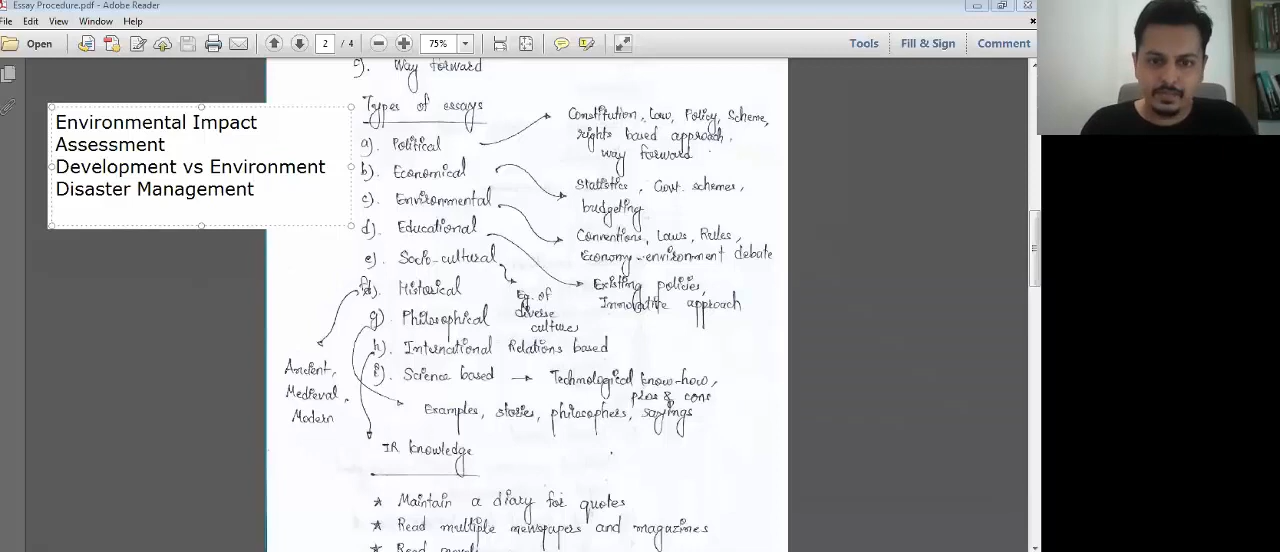 Essay Procedure.pdf - Adobe Reader
File Edit View Window Help
Open 2 / 4 75% Tools Fill & Sign Comment
Way forward
Types of essays
Environmental Impact
Assessment
Development vs Environment
Disaster Management
a). Political
Constitution, Law, Policy, Scheme,
rights based approach,
way forward
b). Economical
Statistics, Govt. schemes,
budgeting
c). Environmental
Conventions, Laws, Rules,
Economy-environment debate
d). Educational
Existing policies,
Innovative approach
e). Socio-cultural
Eg. of
diverse
cultures
Historical
Ancient,
Medieval,
Modern
g). Philosophical
h). International Relations based
i). Science based → Technological know-how,
pros & cons
Examples, stories, philosophers, sayings
IR knowledge
★ Maintain a diary for quotes
★ Read multiple newspapers and magazines
★ Read